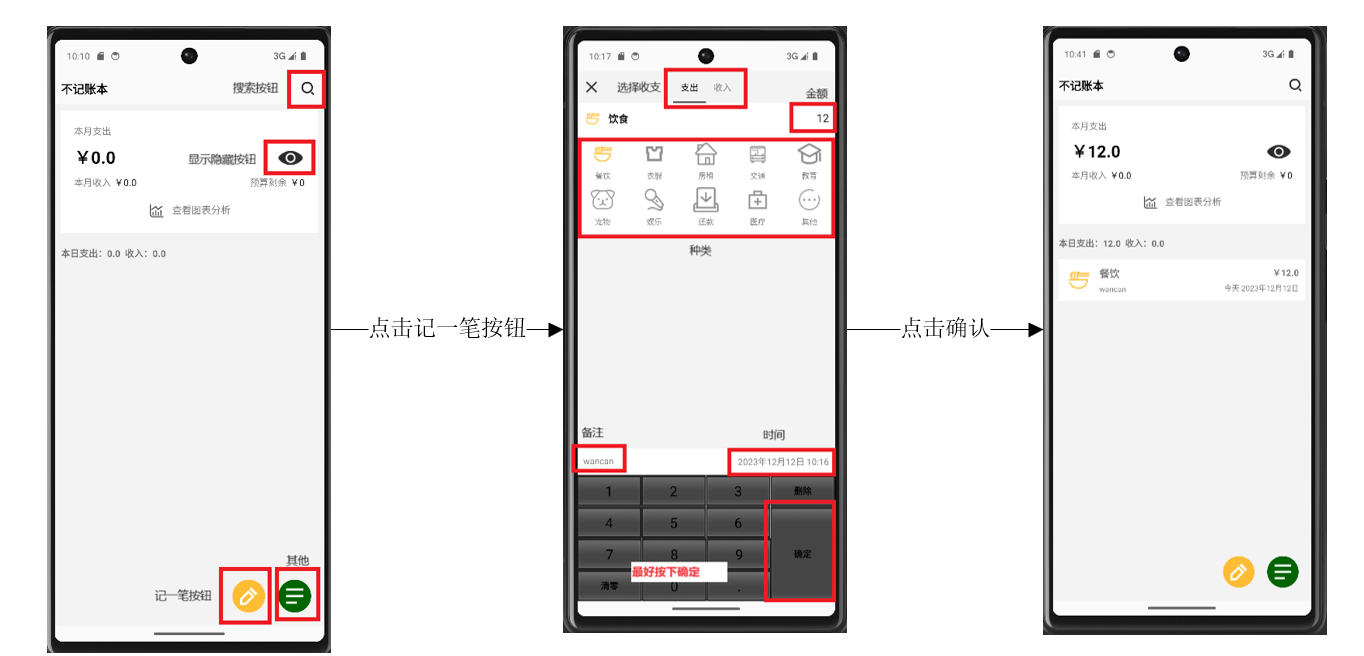 10:10
3G
不记账本
搜索按钮
本月支出
￥0.0
显示隐藏按钮
本月收入 ￥0.0
预算剩余 ￥0
查看图表分析
本日支出：0.0 收入：0.0
其他
记一笔按钮
点击记一笔按钮
10:17
3G
选择收支
支出
收入
金额
饮食
12
餐饮
衣服
房租
交通
教育
宠物
娱乐
还款
医疗
其他
种类
备注
时间
wancan
2023年12月12日 10:16
1
2
3
删除
4
5
6
7
8
9
确定
最好按下确定
清零
0
.
点击确认
10:41
3G
不记账本
本月支出
￥12.0
本月收入 ￥0.0
预算剩余 ￥0
查看图表分析
本日支出：12.0 收入：0.0
餐饮
￥12.0
wancan
今天 2023年12月12日